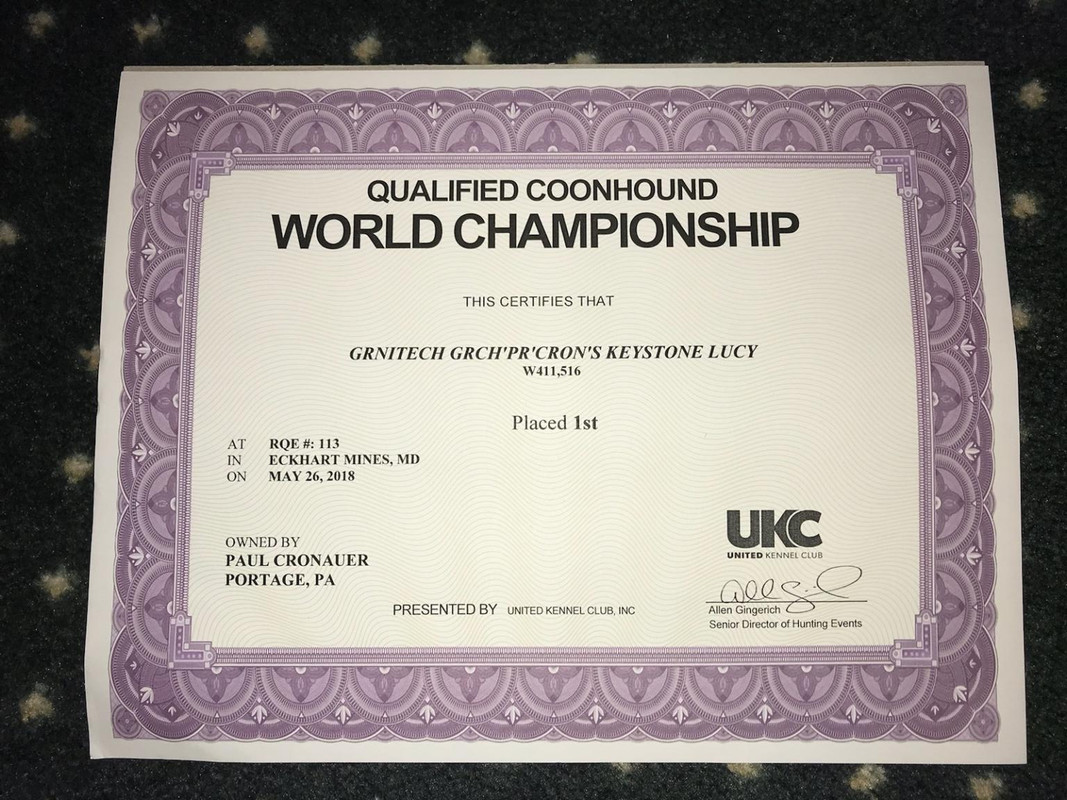 QUALIFIED COONHOUND
WORLD CHAMPIONSHIP
THIS CERTIFIES THAT
GRNITECH GRCH'PR'CRON'S KEYSTONE LUCY
W411,516
Placed 1st
AT RQE #: 113
IN ECKHART MINES, MD
ON MAY 26, 2018
OWNED BY
PAUL CRONAUER
PORTAGE, PA
PRESENTED BY UNITED KENNEL CLUB, INC
UKC
UNITED KENNEL CLUB
Allen Gingerich
Senior Director of Hunting Events